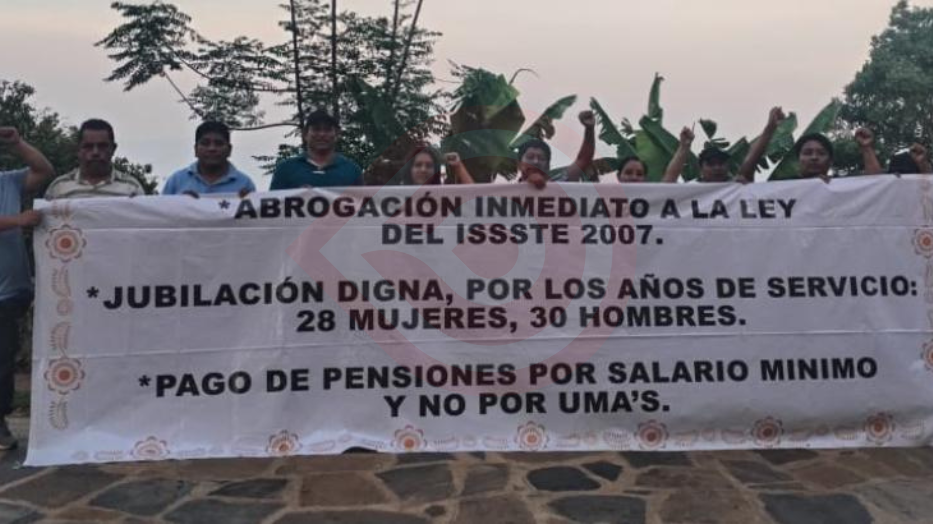 *ABROGACIÓN INMEDIATO A LA LEY
DEL ISSSTE 2007.
*JUBILACIÓN DIGNA, POR LOS AÑOS DE SERVICIO:
28 MUJERES, 30 HOMBRES.
*PAGO DE PENSIONES POR SALARIO MINIMO
Y NO POR UMA'S.